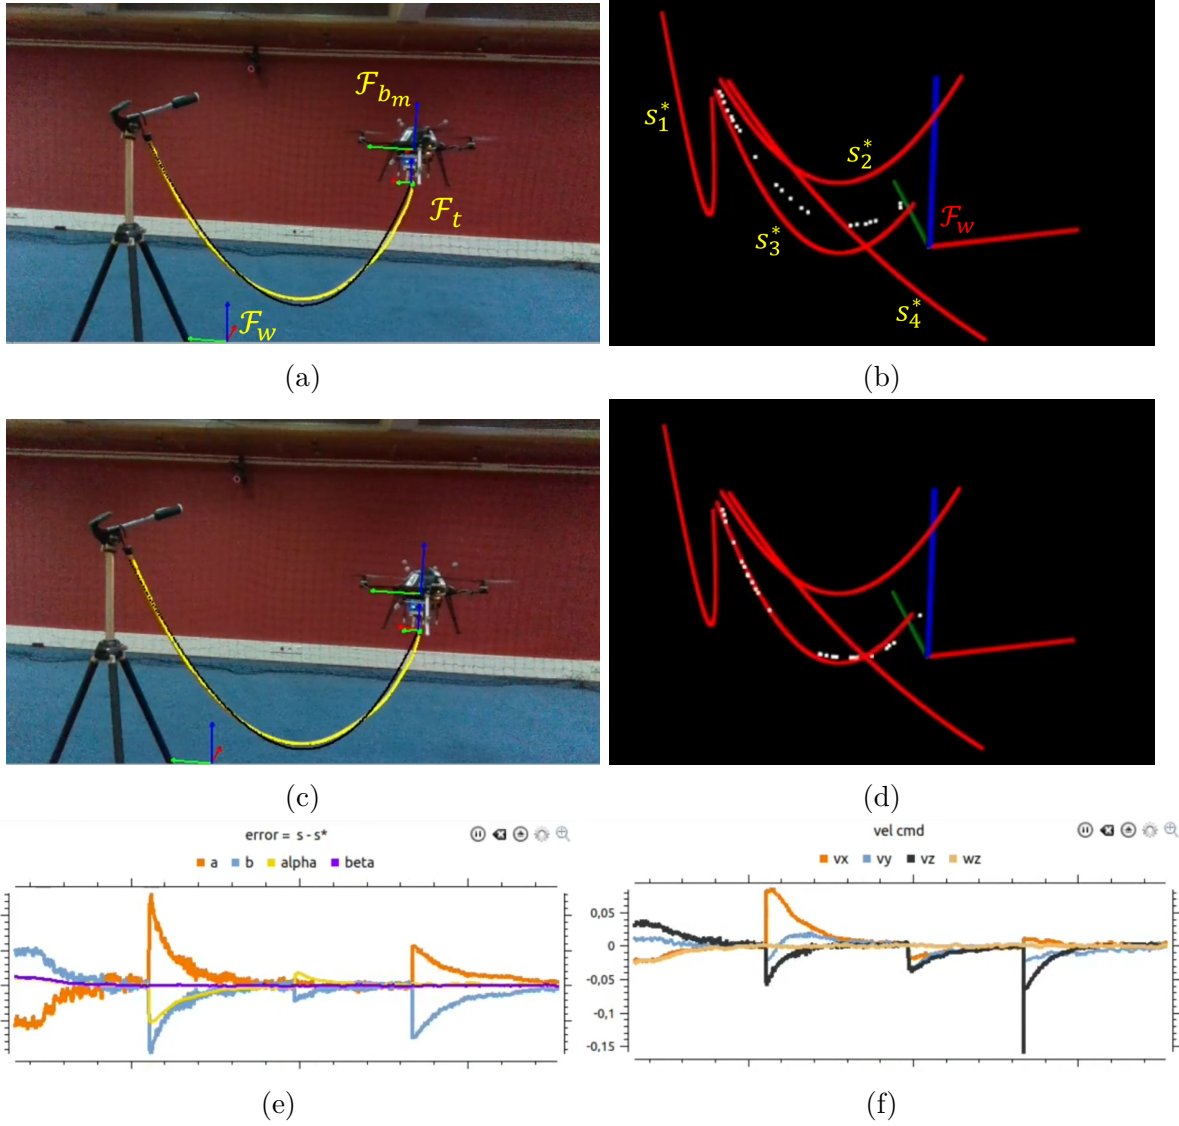 ℱ_{b_m}
ℱ_t
ℱ_w
s_1^*
s_2^*
s_3^*
ℱ_w
s_4^*
(a)
(b)
(c)
(d)
error = s - s*
a b alpha beta
vel cmd
vx vy vz wz
0,05
0
-0,05
-0,1
-0,15
(e)
(f)